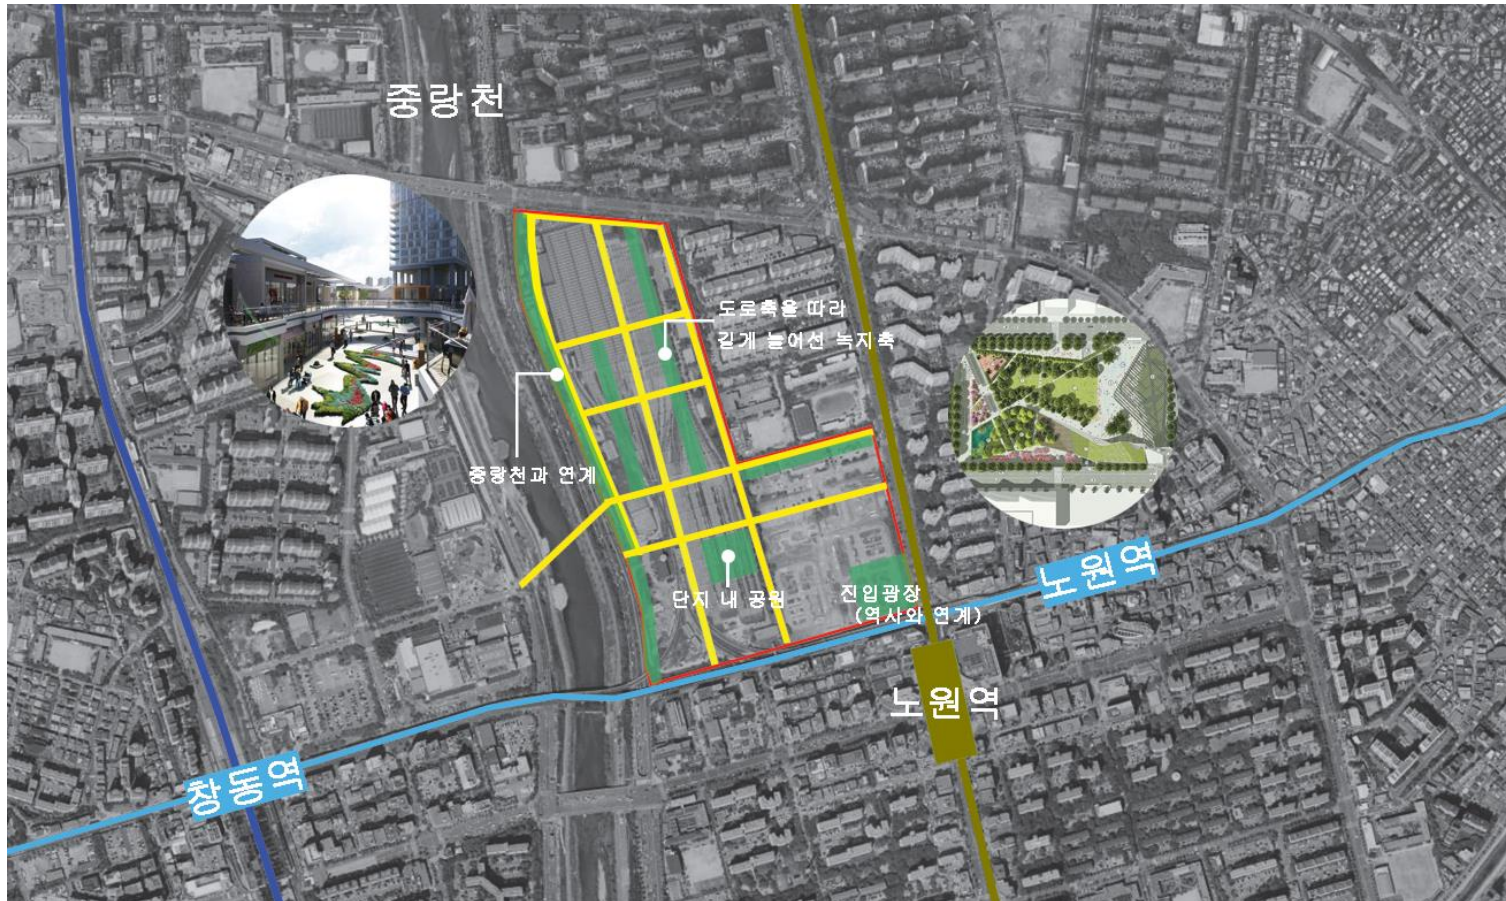 중랑천
도로축을 따라
길게 늘어선 녹지축
중랑천과 연계
단지 내 공원
진입광장
(역사와 연계)
노원역
노원역
창동역